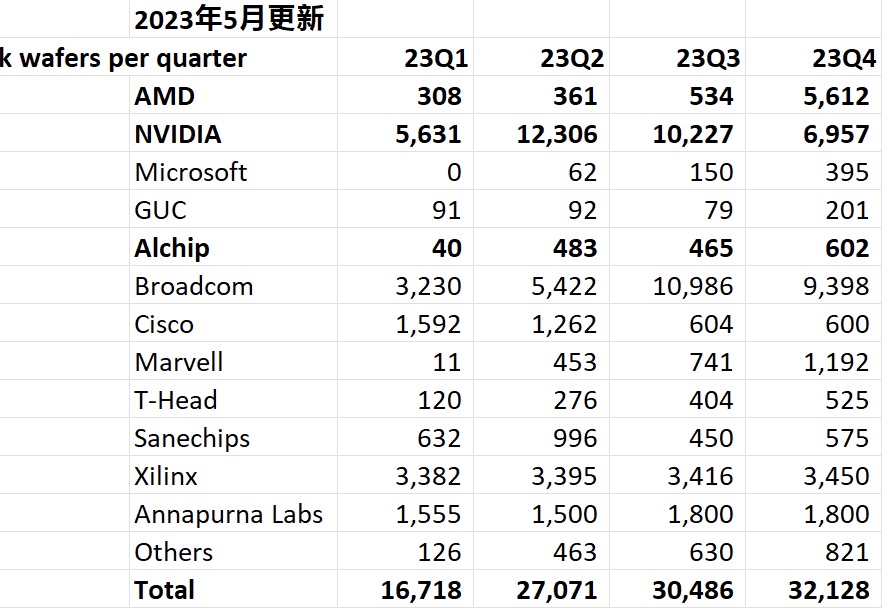 2023年5月更新
k wafers per quarter 23Q1 23Q2 23Q3 23Q4
AMD 308 361 534 5,612
NVIDIA 5,631 12,306 10,227 6,957
Microsoft 0 62 150 395
GUC 91 92 79 201
Alchip 40 483 465 602
Broadcom 3,230 5,422 10,986 9,398
Cisco 1,592 1,262 604 600
Marvell 11 453 741 1,192
T-Head 120 276 404 525
Sanechips 632 996 450 575
Xilinx 3,382 3,395 3,416 3,450
Annapurna Labs 1,555 1,500 1,800 1,800
Others 126 463 630 821
Total 16,718 27,071 30,486 32,128